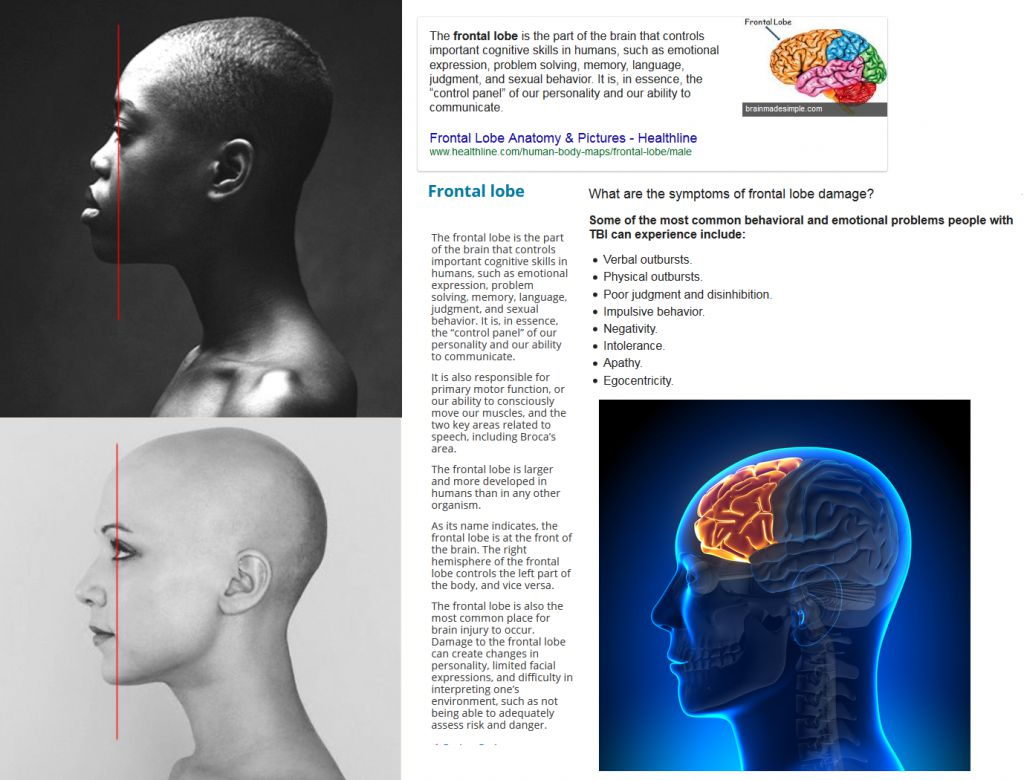 The frontal lobe is the part of the brain that controls
important cognitive skills in humans, such as emotional
expression, problem solving, memory, language,
judgment, and sexual behavior. It is, in essence, the
“control panel” of our personality and our ability to
communicate.
Frontal Lobe
brainmadesimple.com
Frontal Lobe Anatomy & Pictures - Healthline
www.healthline.com/human-body-maps/frontal-lobe/male
Frontal lobe
The frontal lobe is the part
of the brain that controls
important cognitive skills in
humans, such as emotional
expression, problem
solving, memory, language,
judgment, and sexual
behavior. It is, in essence,
the “control panel” of our
personality and our ability
to communicate.
It is also responsible for
primary motor function, or
our ability to consciously
move our muscles, and the
two key areas related to
speech, including Broca’s
area.
The frontal lobe is larger
and more developed in
humans than in any other
organism.
As its name indicates, the
frontal lobe is at the front of
the brain. The right
hemisphere of the frontal
lobe controls the left part of
the body, and vice versa.
The frontal lobe is also the
most common place for
brain injury to occur.
Damage to the frontal lobe
can create changes in
personality, limited facial
expressions, and difficulty in
interpreting one’s
environment, such as not
being able to adequately
assess risk and danger.
What are the symptoms of frontal lobe damage?
Some of the most common behavioral and emotional problems people with
TBI can experience include:
• Verbal outbursts.
• Physical outbursts.
• Poor judgment and disinhibition.
• Impulsive behavior.
• Negativity.
• Intolerance.
• Apathy.
• Egocentricity.